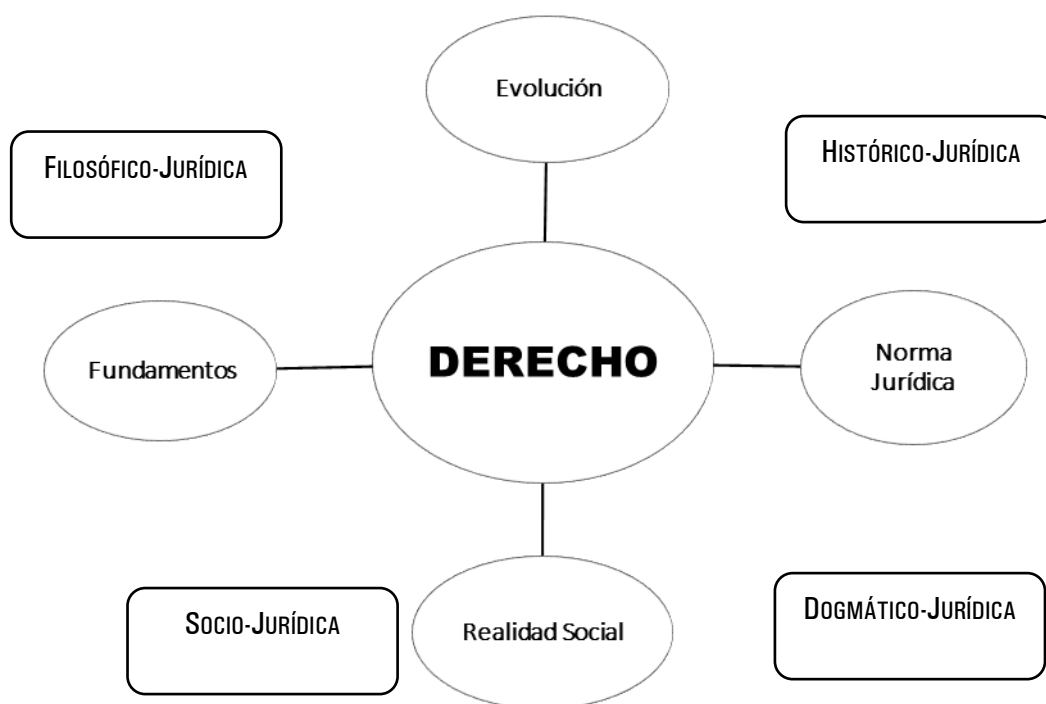 Evolución
FILOSÓFICO-JURÍDICA
HISTÓRICO-JURÍDICA
Fundamentos
DERECHO
Norma
Jurídica
SOCIO-JURÍDICA
Realidad Social
DOGMÁTICO-JURÍDICA